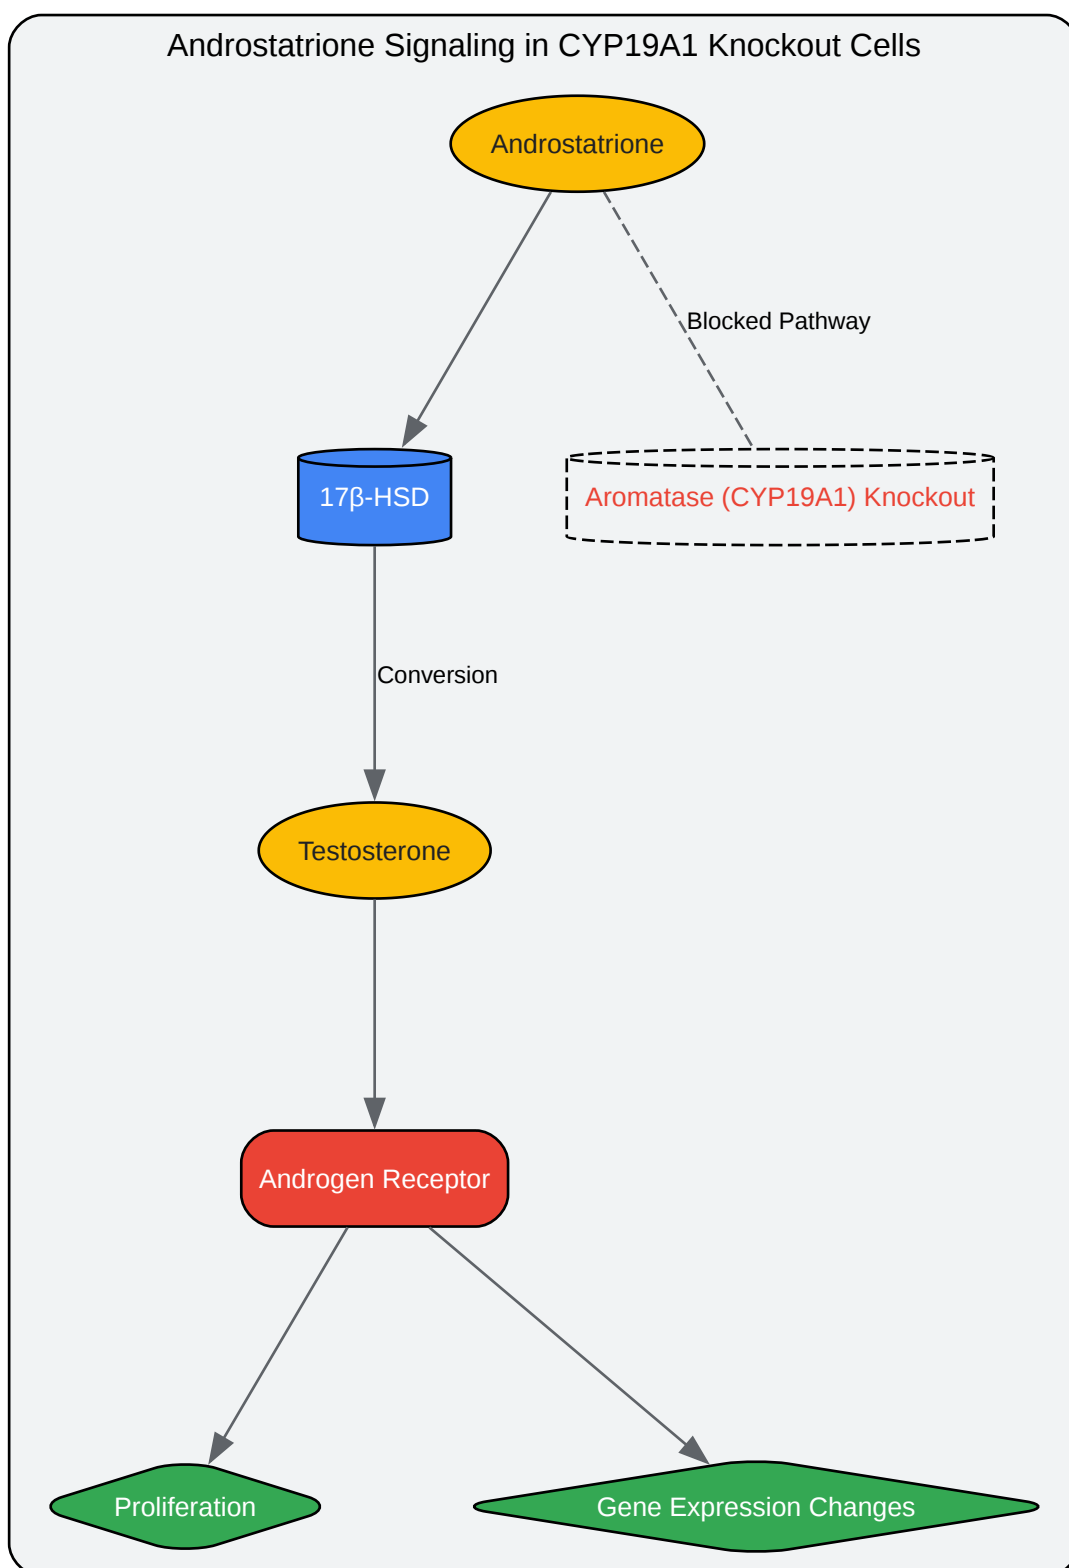 Androstatrione Signaling in CYP19A1 Knockout Cells
Androstatrione
Blocked Pathway
17β-HSD
Aromatase (CYP19A1) Knockout
Conversion
Testosterone
Androgen Receptor
Proliferation
Gene Expression Changes